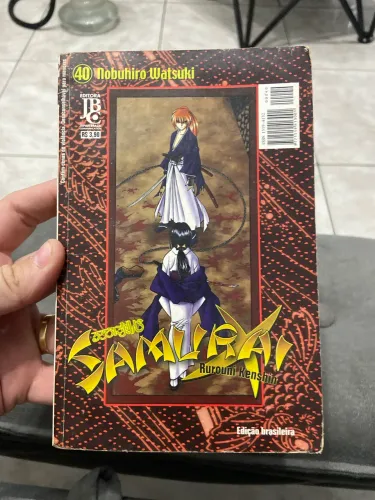 40 Nobuhiro Watsuki
EDITORA
JBC
R$ 3,90
SAMURAI
Rurouni Kenshin
Edição brasileira